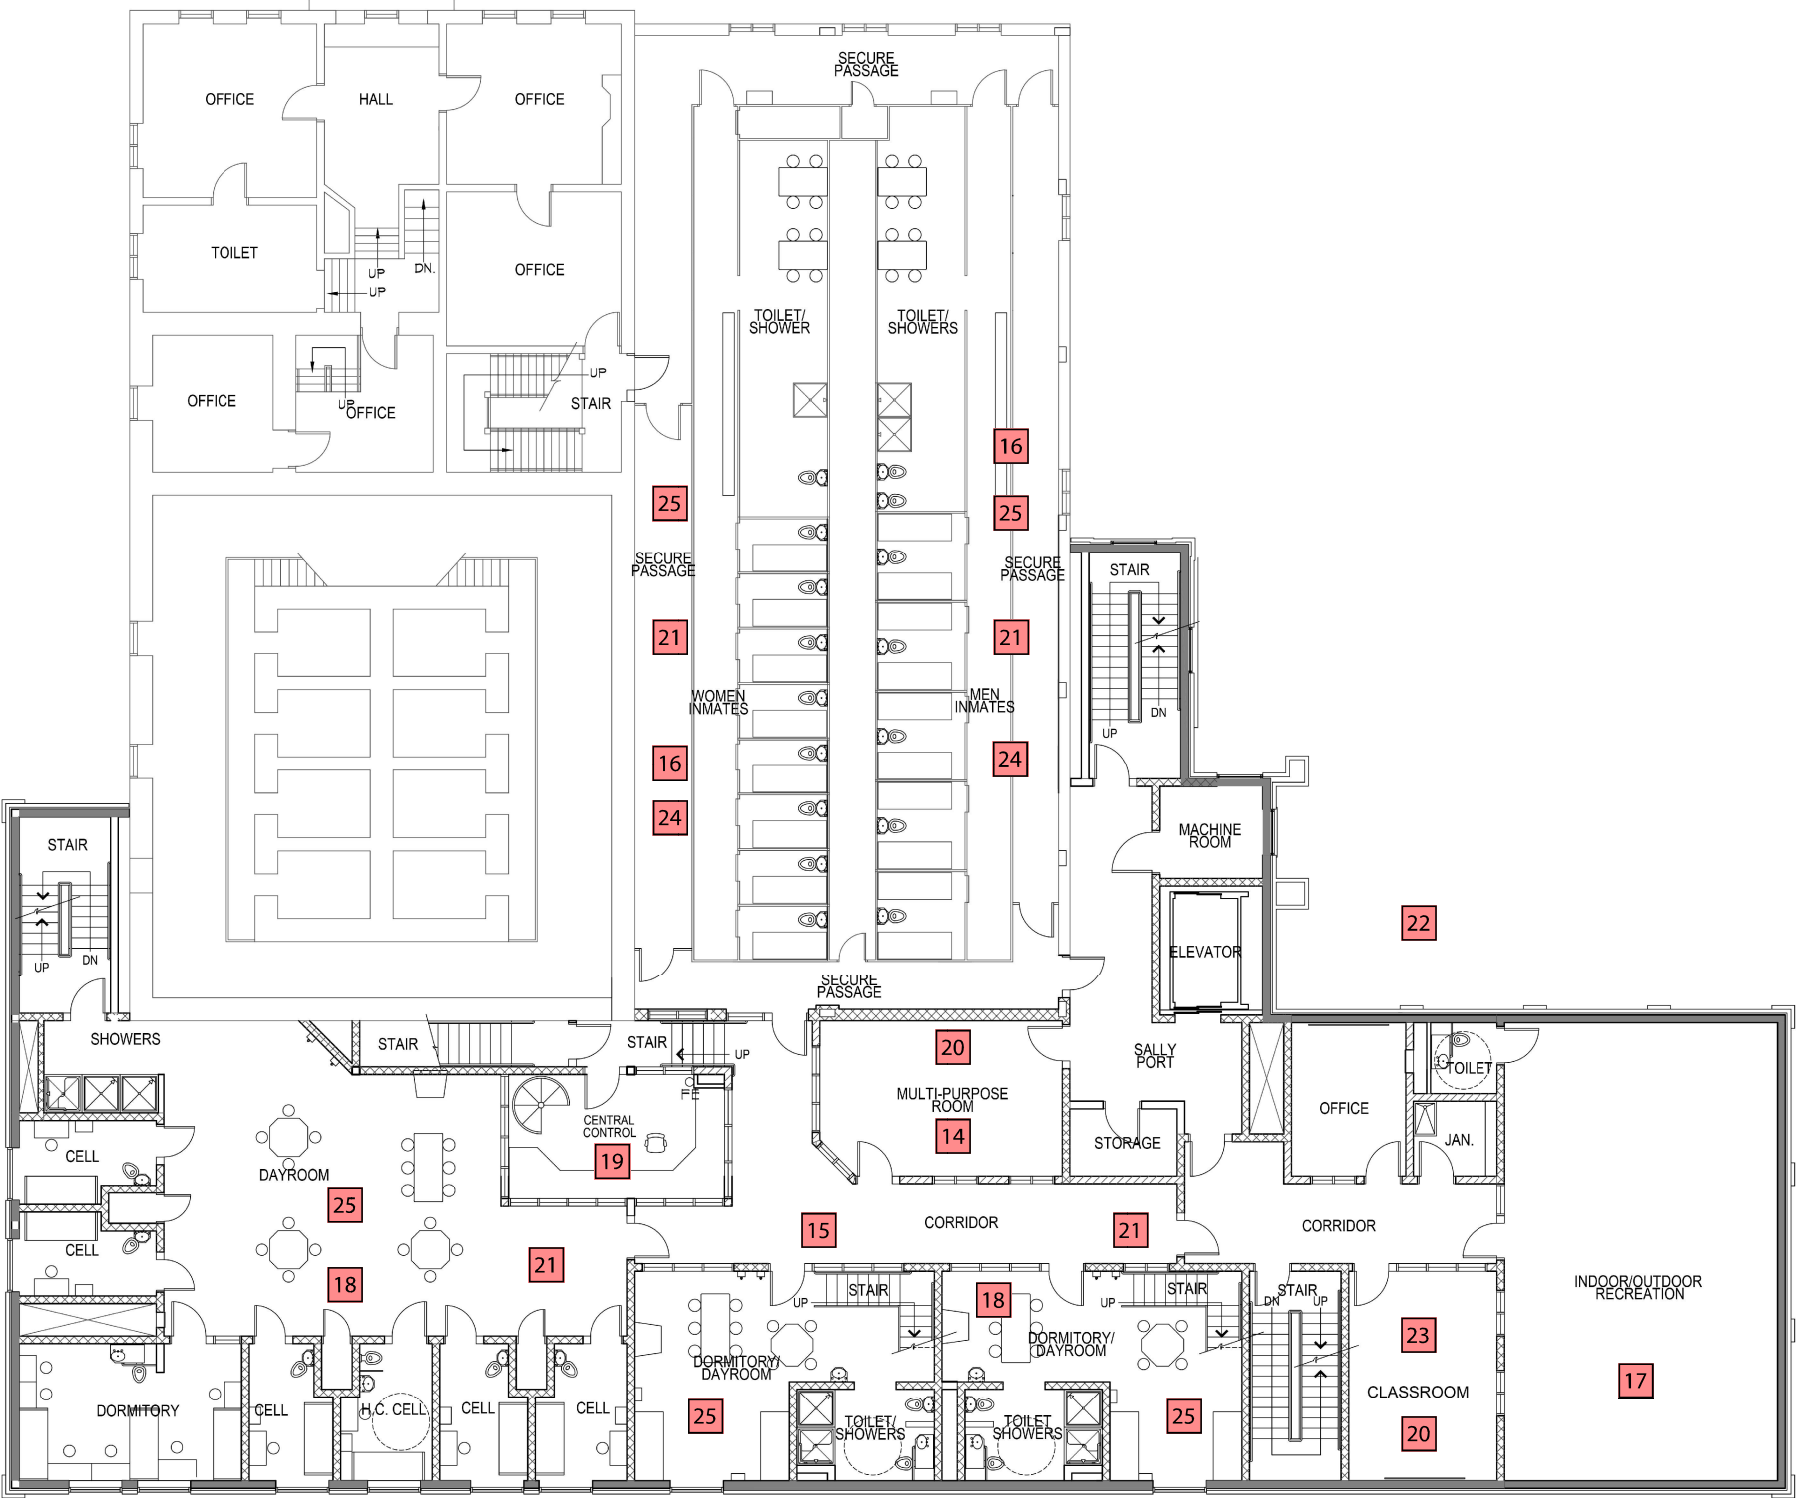 SECURE
PASSAGE
OFFICE
HALL
OFFICE
TOILET
UP
DN.
UP
OFFICE
TOILET/
SHOWER
TOILET/
SHOWERS
OFFICE
UP
OFFICE
UP
STAIR
16
25
25
SECURE
PASSAGE
SECURE
PASSAGE
STAIR
21
21
WOMEN
INMATES
MEN
INMATES
DN
UP
16
24
24
STAIR
MACHINE
ROOM
UP
DN
22
ELEVATOR
SECURE
PASSAGE
SHOWERS
STAIR
STAIR
UP
20
SALLY
PORT
TOILET
FE
MULTI-PURPOSE
ROOM
OFFICE
CENTRAL
CONTROL
14
STORAGE
JAN.
CELL
19
DAYROOM
25
15
CORRIDOR
21
CORRIDOR
CELL
21
18
INDOOR/OUTDOOR
RECREATION
STAIR
UP
18
STAIR
UP
STAIR
DN
UP
DORMITORY/
DAYROOM
DORMITORY/
DAYROOM
23
17
CLASSROOM
DORMITORY
CELL
H.C. CELL
CELL
CELL
25
TOILET/
SHOWERS
TOILET
SHOWERS
25
20